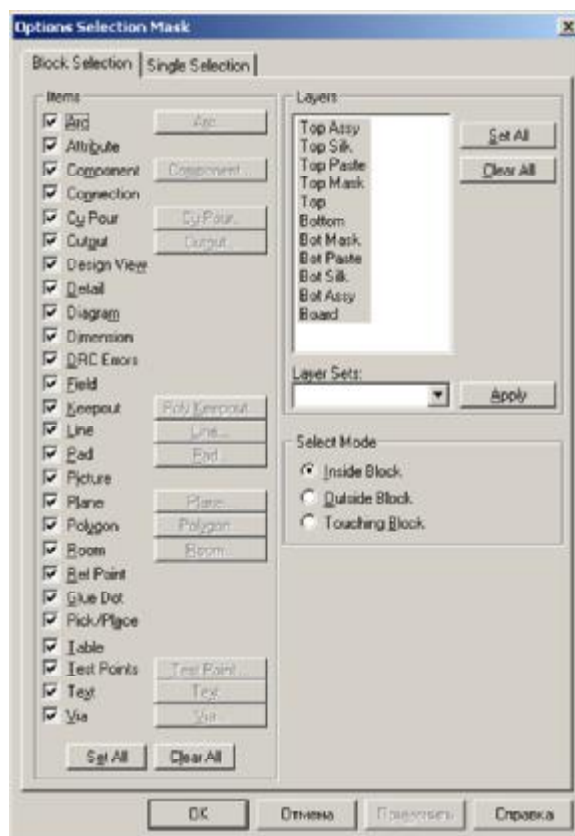 Options Selection Mask
Block Selection
Single Selection
Items
Arc
Arc
Attribute
Component
Component...
Connection
Cu Pour
Cu Pour...
Cutout
Cutout...
Design View
Detail
Diagram
Dimension
DRC Errors
Field
Keepout
Poly Keepout...
Line
Line...
Pad
Pad...
Picture
Plane
Plane...
Polygon
Polygon...
Room
Room...
Ref Point
Glue Dot
Pick/Place
Table
Test Points
Test Point...
Text
Text...
Via
Via...
Set All
Clear All
Layers
Top Assy
Top Silk
Top Paste
Top Mask
Top
Bottom
Bot Mask
Bot Paste
Bot Silk
Bot Assy
Board
Set All
Clear All
Layer Sets:
Apply
Select Mode
Inside Block
Outside Block
Touching Block
OK
Отмена
Справка